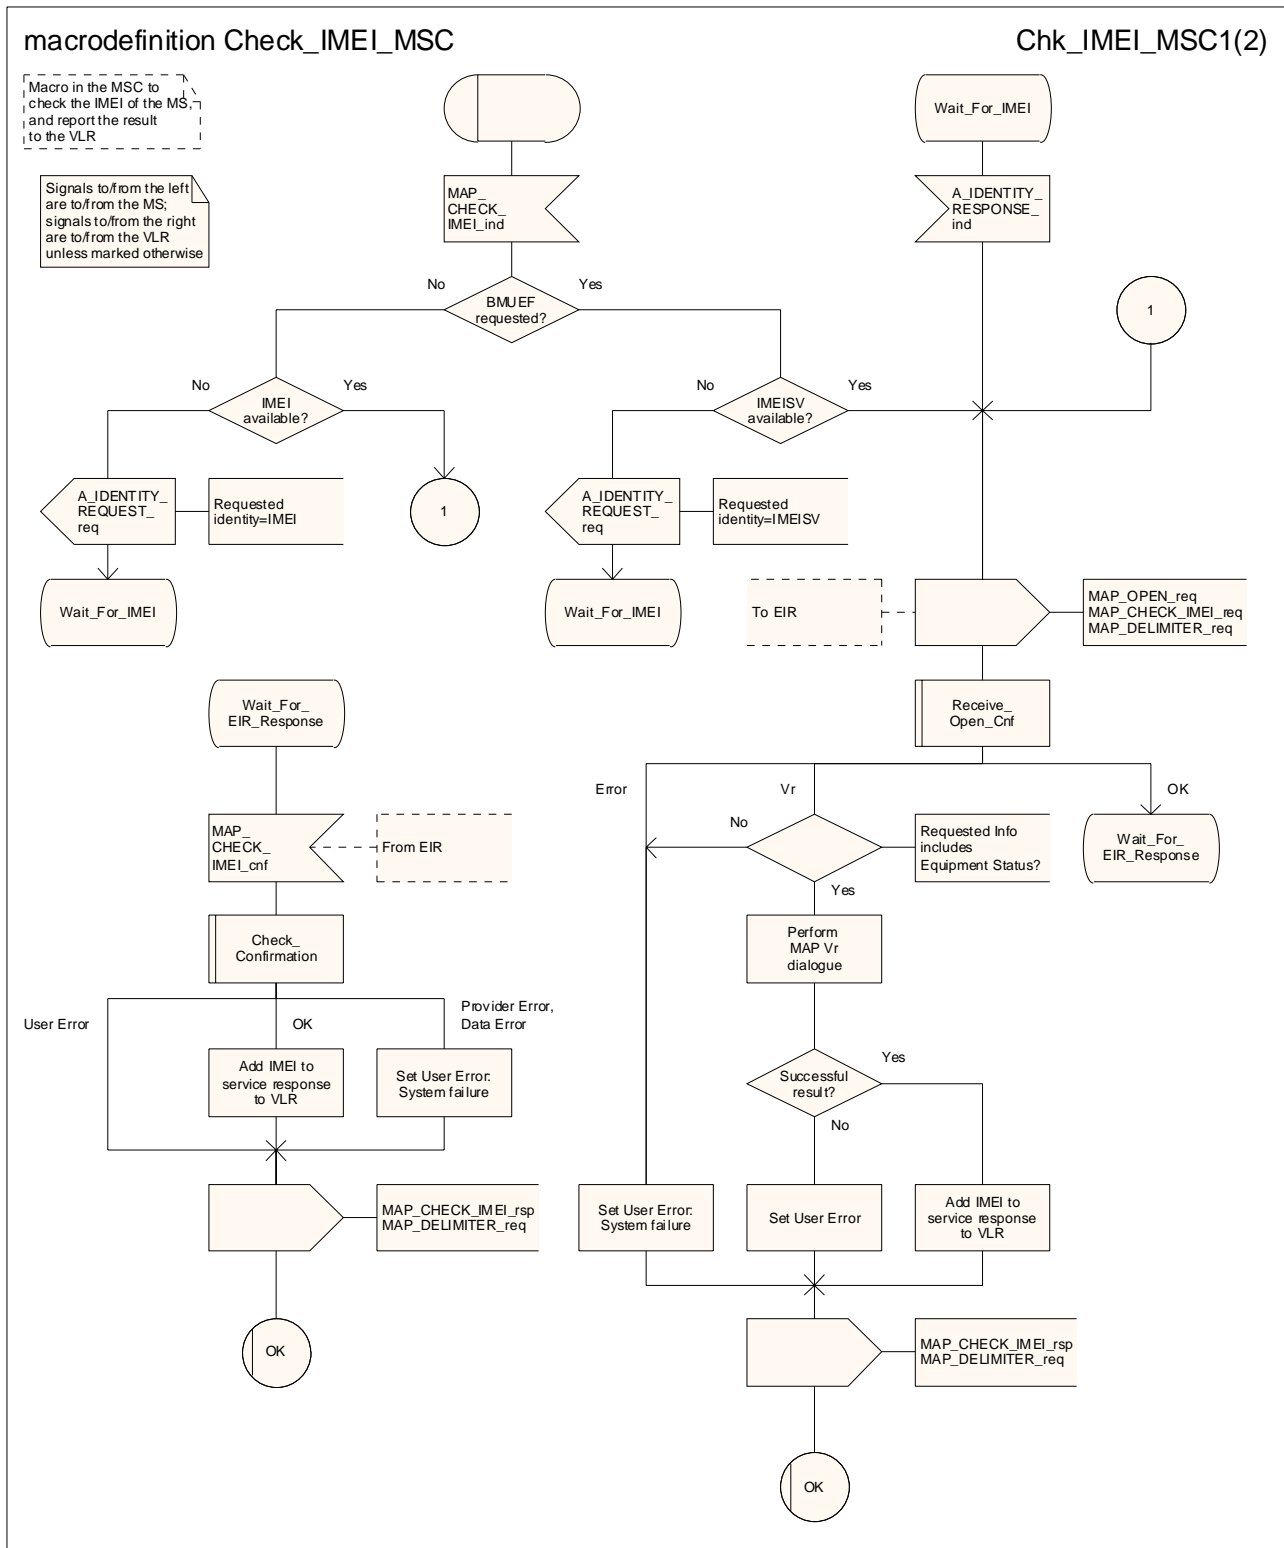 macrodefinition Check_IMEI_MSC
Chk_IMEI_MSC1(2)
Macro in the MSC to
check the IMEI of the MS,
and report the result
to the VLR
Signals to/from the left
are to/from the MS;
signals to/from the right
are to/from the VLR
unless marked otherwise
MAP_
CHECK_
IMEI_ind
Wait_For_IMEI
A_IDENTITY_
RESPONSE_
ind
No
Yes
BMUEF
requested?
1
No
Yes
IMEI
available?
No
Yes
IMEISV
available?
A_IDENTITY_
REQUEST_
req
Requested
identity=IMEI
1
A_IDENTITY_
REQUEST_
req
Requested
identity=IMEISV
Wait_For_IMEI
Wait_For_IMEI
To EIR
MAP_OPEN_req
MAP_CHECK_IMEI_req
MAP_DELIMITER_req
Wait_For_
EIR_Response
Receive_
Open_Cnf
Error
Vr
OK
MAP_
CHECK_
IMEI_cnf
From EIR
No
Requested Info
includes
Equipment Status?
Wait_For_
EIR_Response
Yes
Check_
Confirmation
Perform
MAP Vr
dialogue
User Error
OK
Provider Error,
Data Error
Add IMEI to
service response
to VLR
Set User Error:
System failure
Successful
result?
Yes
No
MAP_CHECK_IMEI_rsp
MAP_DELIMITER_req
Set User Error:
System failure
Set User Error
Add IMEI to
service response
to VLR
OK
MAP_CHECK_IMEI_rsp
MAP_DELIMITER_req
OK